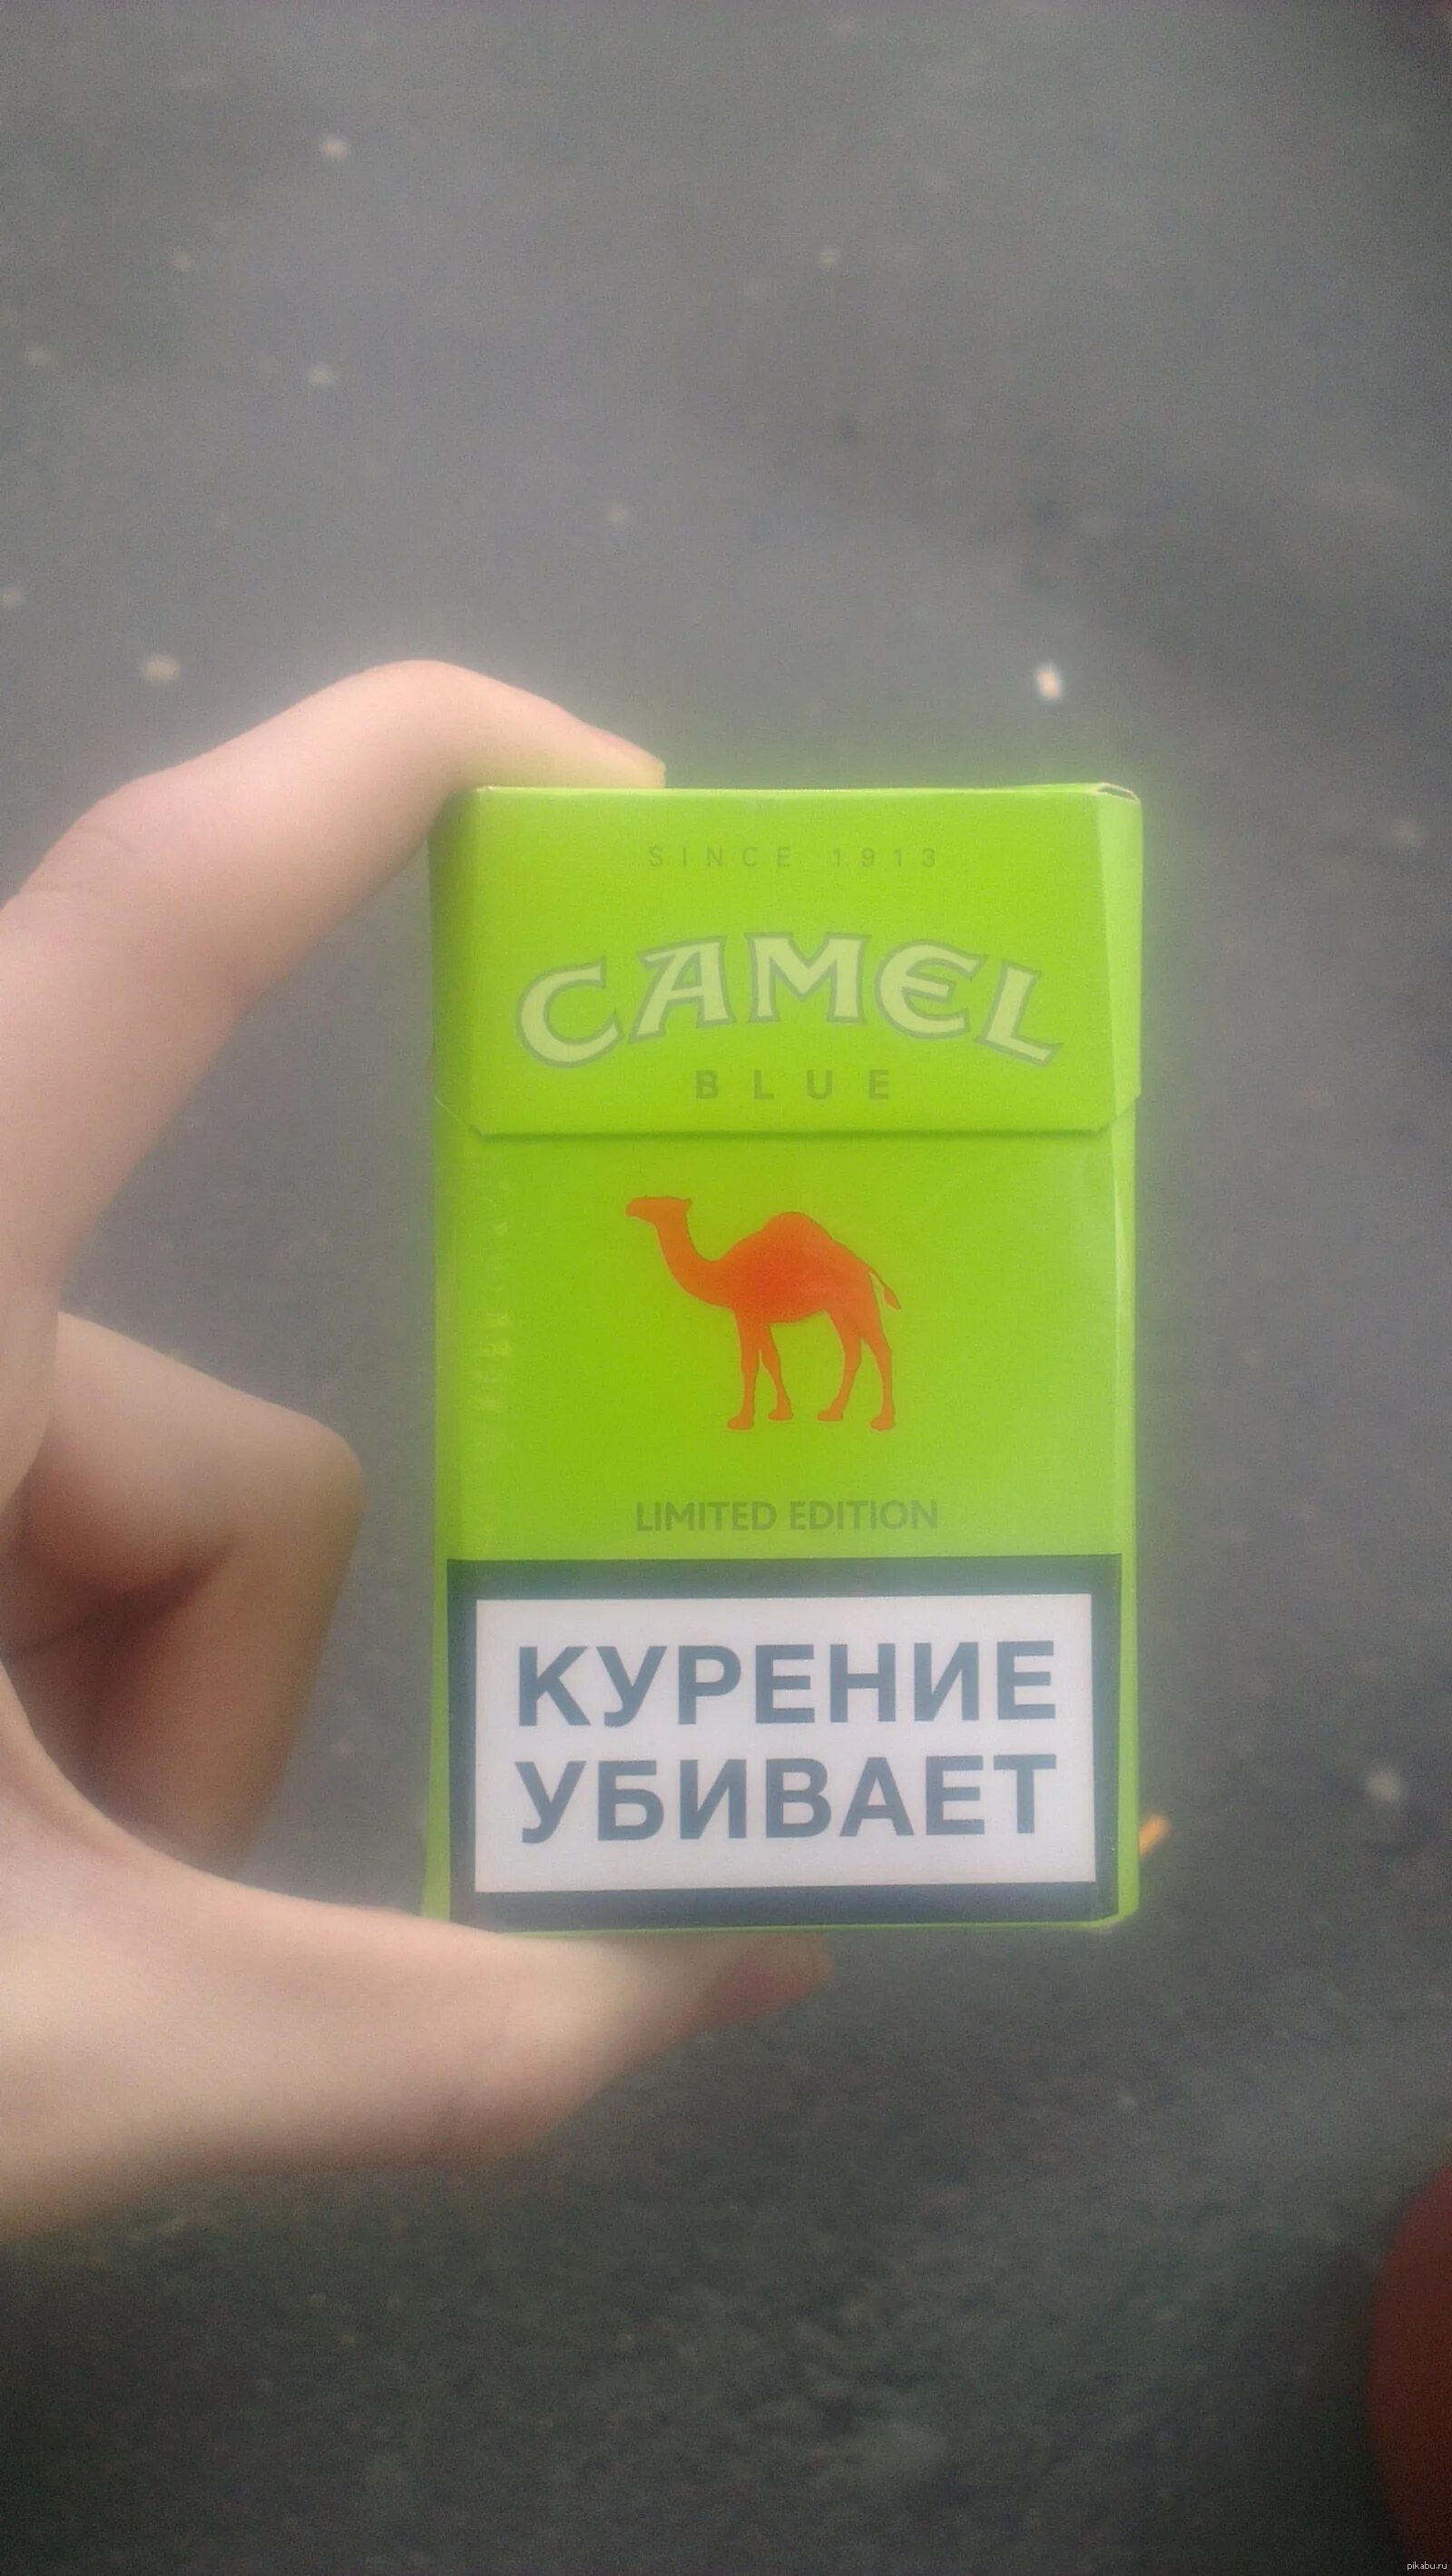 SINCE 1913
CAMEL
BLUE
LIMITED EDITION
КУРЕНИЕ
УБИВАЕТ
pikabu.ru